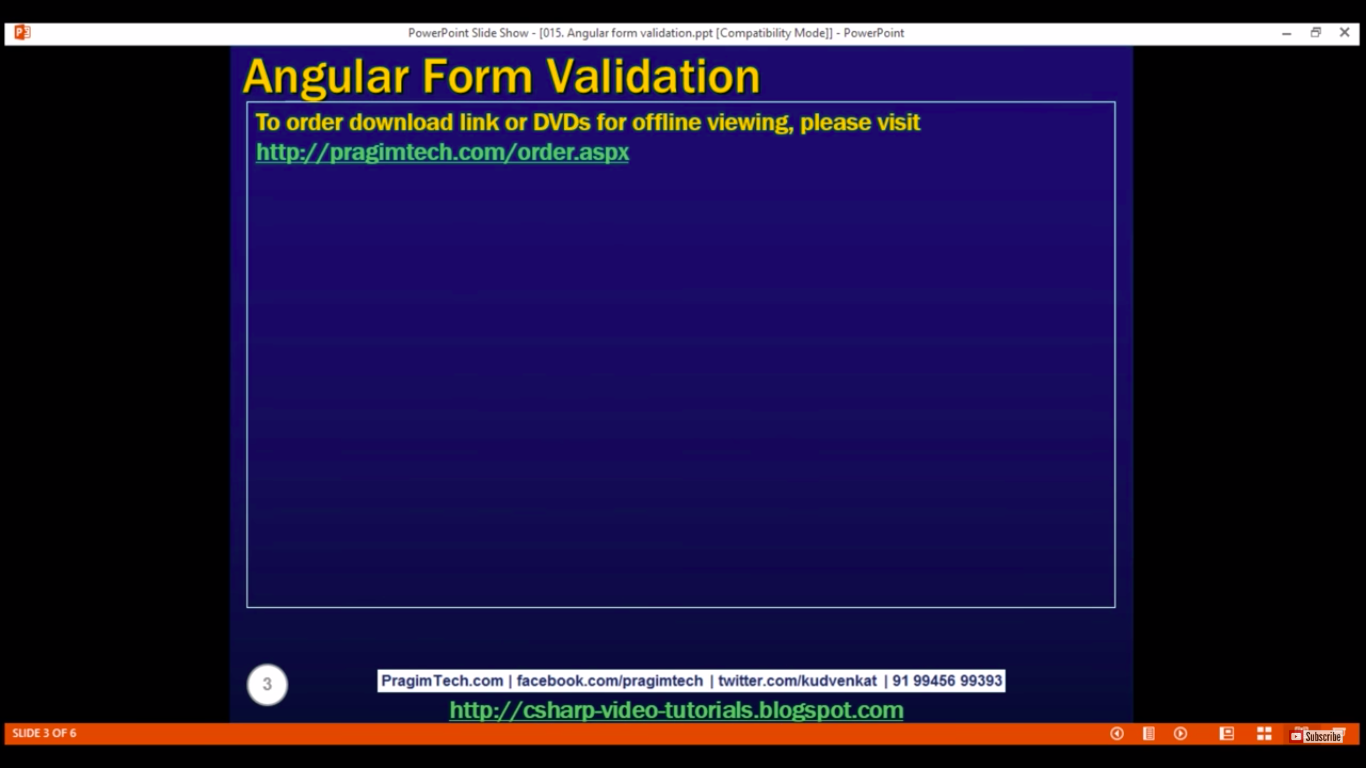 PowerPoint Slide Show - [015. Angular form validation.ppt [Compatibility Mode]] - PowerPoint
Angular Form Validation
To order download link or DVDs for offline viewing, please visit
http://pragimtech.com/order.aspx
3
PragimTech.com | facebook.com/pragimtech | twitter.com/kudvenkat | 91 99456 99393
http://csharp-video-tutorials.blogspot.com
SLIDE 3 OF 6
Subscribe